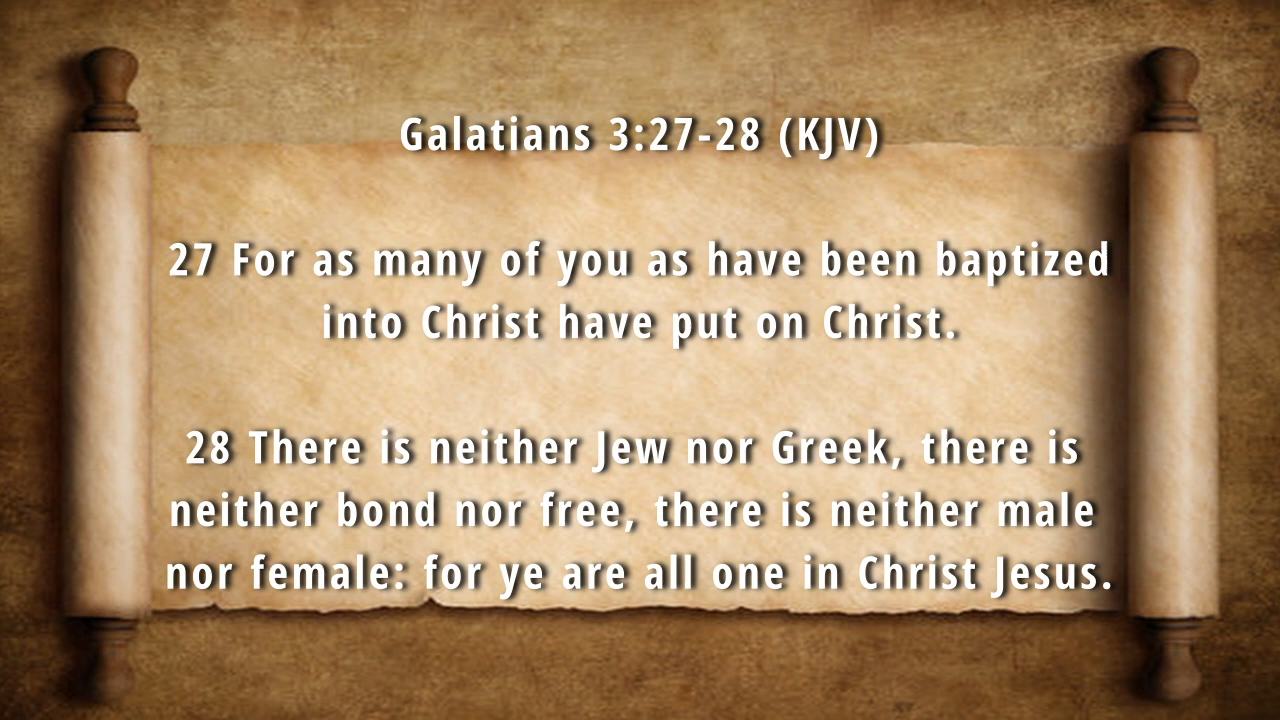 Galatians 3:27-28 (KJV)
27 For as many of you as have been baptized
into Christ have put on Christ.
28 There is neither Jew nor Greek, there is
neither bond nor free, there is neither male
nor female: for ye are all one in Christ Jesus.